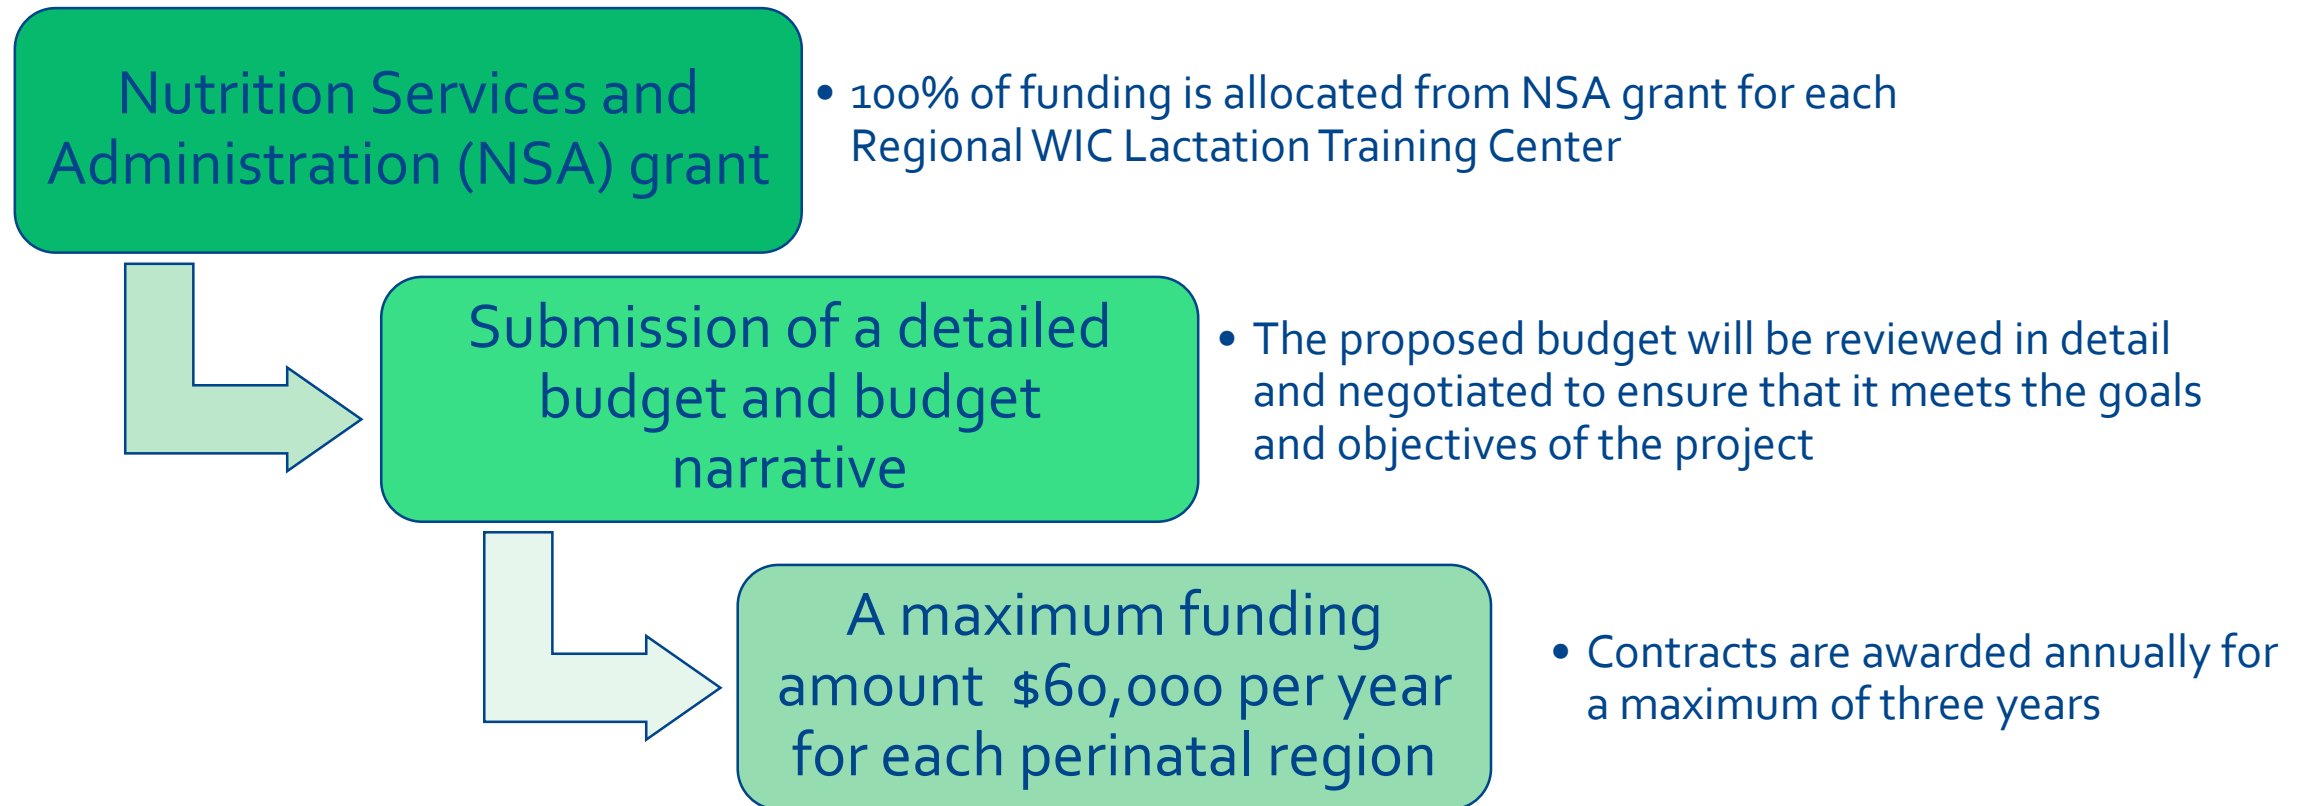 Nutrition Services and
Administration (NSA) grant
• 100% of funding is allocated from NSA grant for each
Regional WIC Lactation Training Center
Submission of a detailed
budget and budget
narrative
• The proposed budget will be reviewed in detail
and negotiated to ensure that it meets the goals
and objectives of the project
A maximum funding
amount  $60,000 per year
for each perinatal region
• Contracts are awarded annually for
a maximum of three years